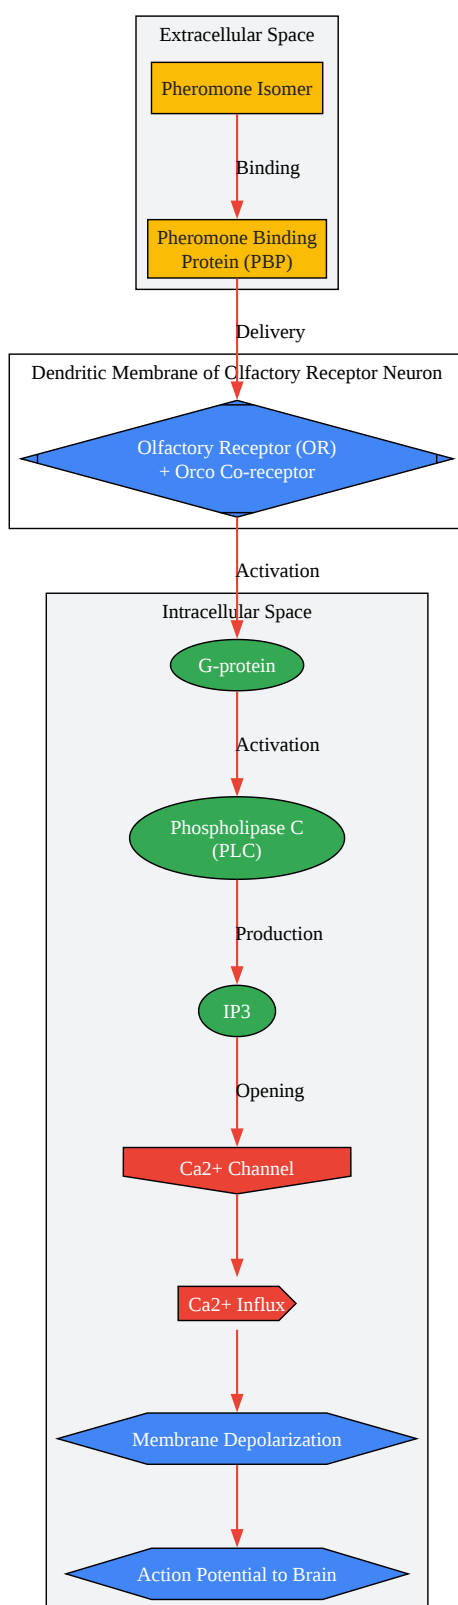 Extracellular Space
Pheromone Isomer
Binding
Pheromone Binding
Protein (PBP)
Delivery
Dendritic Membrane of Olfactory Receptor Neuron
Olfactory Receptor (OR)
+ Orco Co-receptor
Activation
Intracellular Space
G-protein
Activation
Phospholipase C
(PLC)
Production
IP3
Opening
Ca2+ Channel
Ca2+ Influx
Membrane Depolarization
Action Potential to Brain